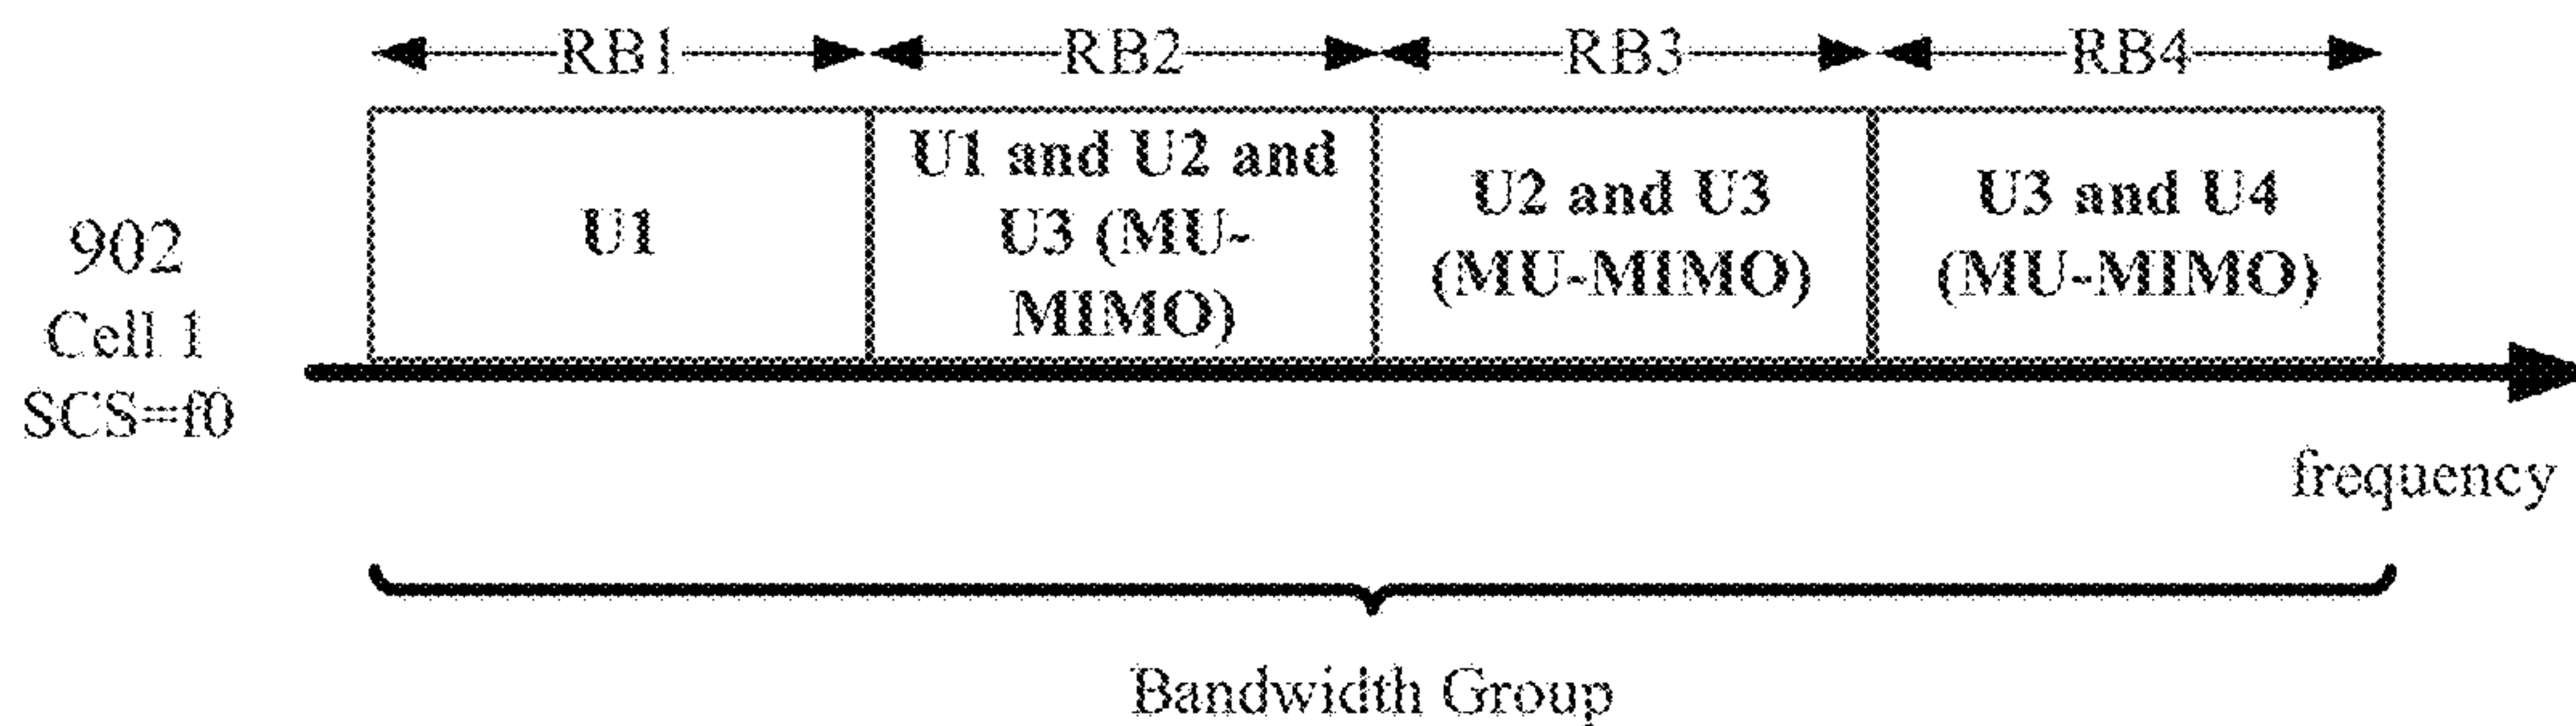 RB1 RB2 RB3 RB4
U1
U1 and U2 and
U3 (MU-
MIMO)
U2 and U3
(MU-MIMO)
U3 and U4
(MU-MIMO)
902
Cell 1
SCS=f0
frequency
Bandwidth Group